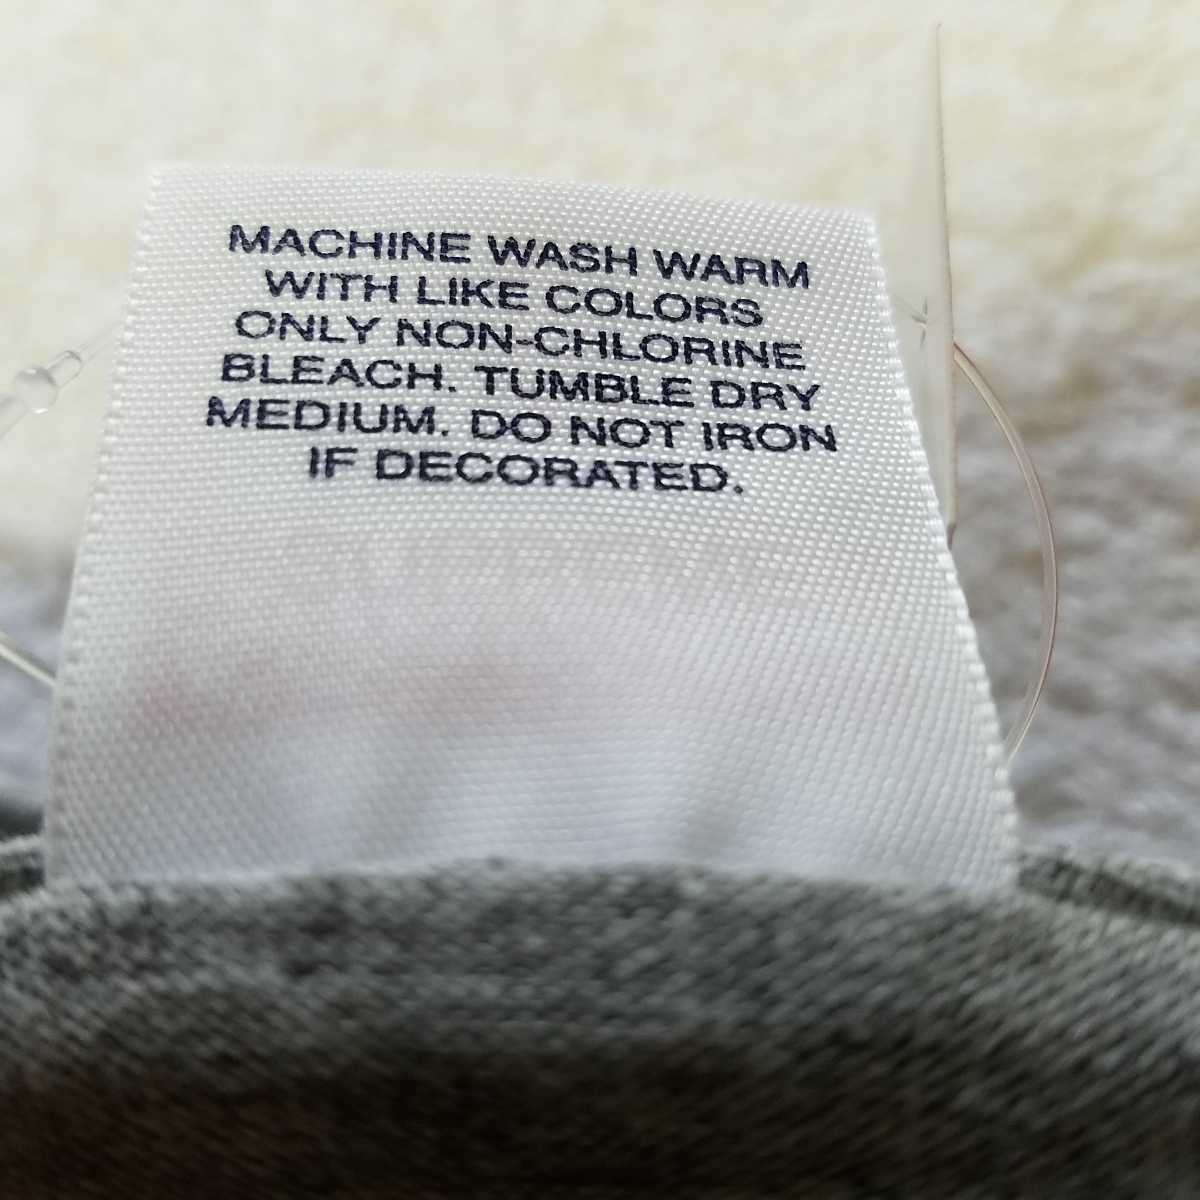 MACHINE WASH WARM
WITH LIKE COLORS
ONLY NON-CHLORINE
BLEACH. TUMBLE DRY
MEDIUM. DO NOT IRON
IF DECORATED.